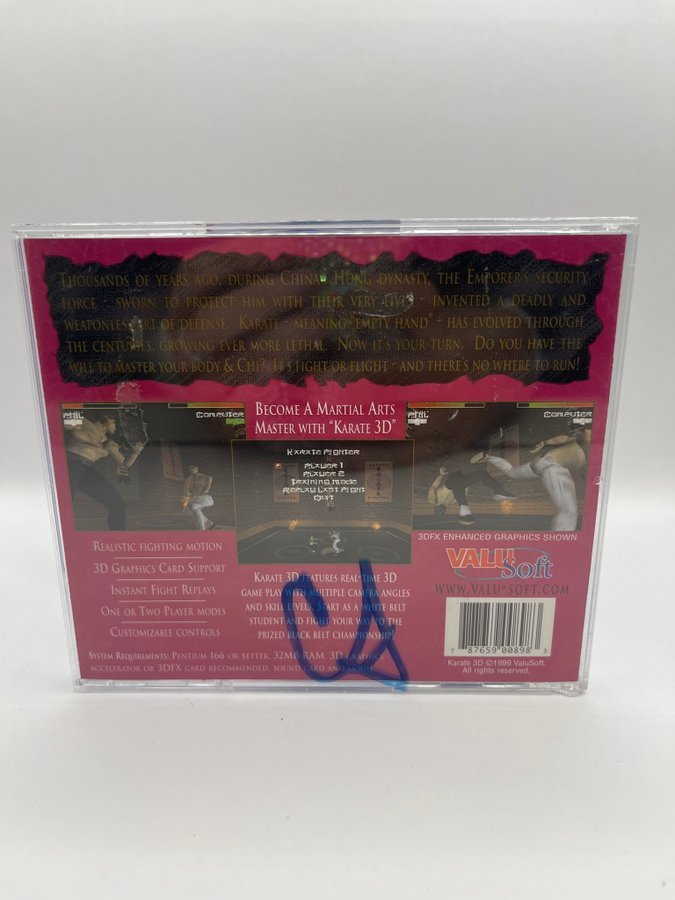 Thousands of years ago, during China's Hong dynasty, the Emporer's security
force - sworn to protect him with their very lives - invented a deadly and
weaponless art of defense. Karate - meaning "empty hand" - has evolved through
the centuries, growing ever more lethal. Now it's your turn. Do you have the
will to master your body & Chi? It's fight or flight - and there's no where to run!
Become A Martial Arts
Master with "Karate 3D"
PHIL
COMPUTER
KARATE FIGHTER
PLAYER 1
PLAYER 2
TRAINING MODE
REPLAY LAST FIGHT
QUIT
PHIL
COMPUTER
Realistic fighting motion
3D Graphics Card Support
Instant Fight Replays
One or Two Player modes
Customizable controls
Karate 3D features real-time 3D
game play with multiple camera angles
and skill levels. Start as a white belt
student and fight your way to the
prized black belt championship!
3DFX ENHANCED GRAPHICS SHOWN
VALU Soft
WWW.VALU-SOFT.COM
7 87659 00898 3
Karate 3D ©1999 ValuSoft.
All rights reserved.
System Requirements: Pentium 166 or better, 32MB RAM, 3D graphics
accelerator or 3DFX card recommended, sound card and